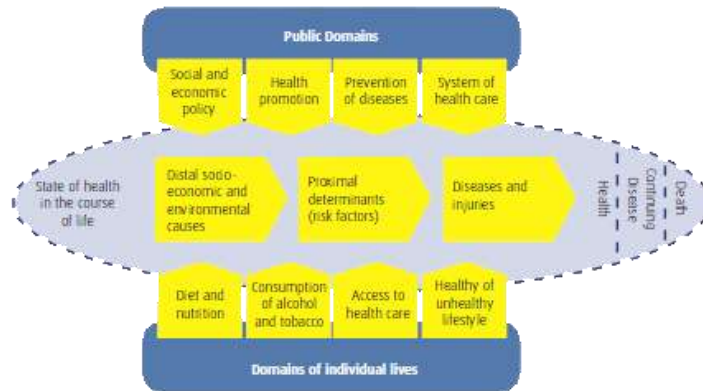 Public Domains
Social and
economic
policy
Health
promotion
Prevention
of diseases
System of
health care
State of health
in the course
of life
Distal socio-
economic and
environmental
causes
Proximal
determinants
(risk factors)
Diseases and
injuries
Health
Continuing
Disease
Death
Diet and
nutrition
Consumption
of alcohol
and tobacco
Access to
health care
Healthy of
unhealthy
lifestyle
Domains of individual lives